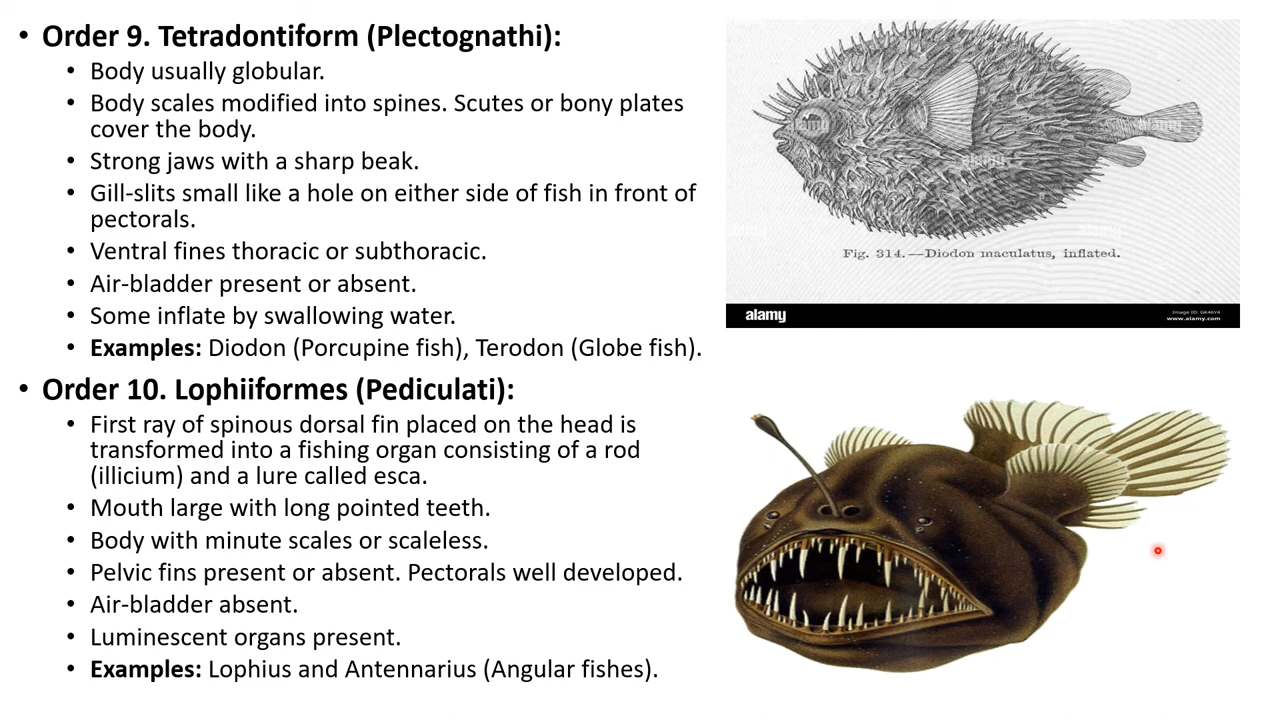 • Order 9. Tetradontiform (Plectognathi):
• Body usually globular.
• Body scales modified into spines. Scutes or bony plates
cover the body.
• Strong jaws with a sharp beak.
• Gill-slits small like a hole on either side of fish in front of
pectorals.
• Ventral fines thoracic or subthoracic.
• Air-bladder present or absent.
• Some inflate by swallowing water.
• Examples: Diodon (Porcupine fish), Terodon (Globe fish).
• Order 10. Lophiiformes (Pediculati):
• First ray of spinous dorsal fin placed on the head is
transformed into a fishing organ consisting of a rod
(illicium) and a lure called esca.
• Mouth large with long pointed teeth.
• Body with minute scales or scaleless.
• Pelvic fins present or absent. Pectorals well developed.
• Air-bladder absent.
• Luminescent organs present.
• Examples: Lophius and Antennarius (Angular fishes).
alamy
alamy
alamy
Fig. 314.—Diodon maculatus, inflated.
alamy
www.alamy.com